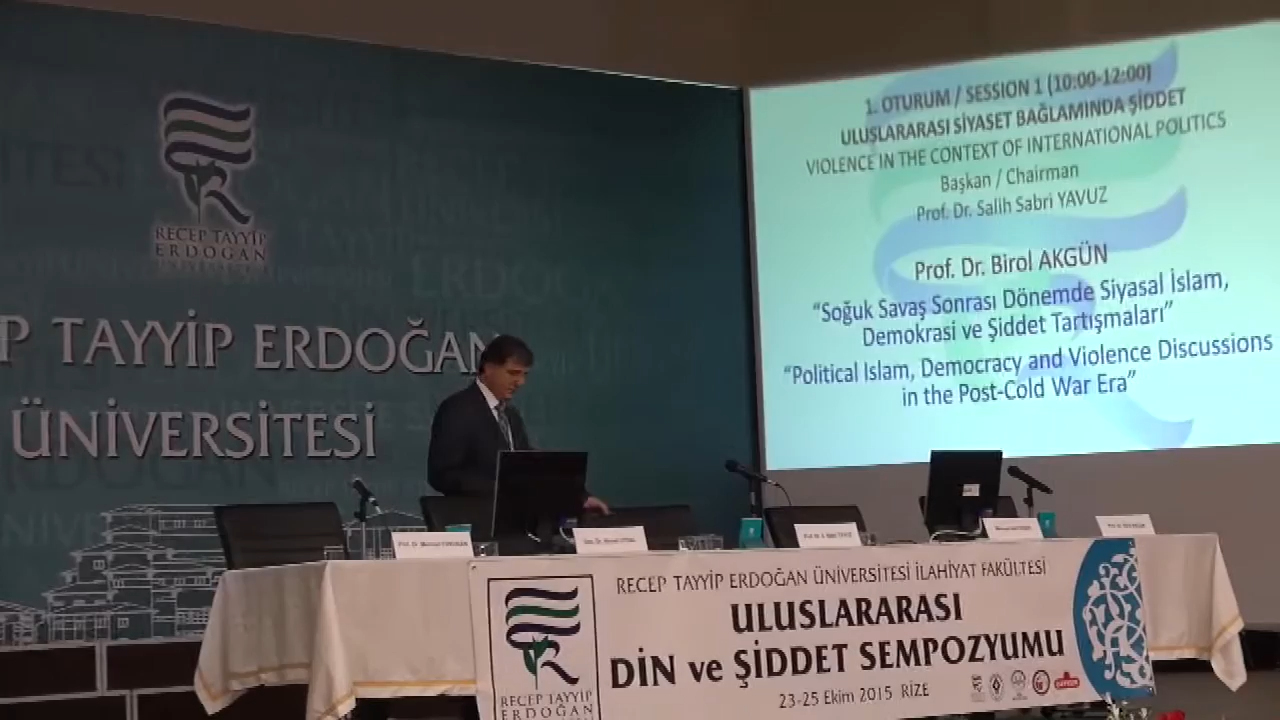 1. OTURUM / SESSION 1 (10:00-12:00)
ULUSLARARASI SİYASET BAĞLAMINDA ŞİDDET
VIOLENCE IN THE CONTEXT OF INTERNATIONAL POLITICS
Başkan / Chairman
Prof. Dr. Salih Sabri YAVUZ
Prof. Dr. Birol AKGÜN
“Soğuk Savaş Sonrası Dönemde Siyasal İslam,
Demokrasi ve Şiddet Tartışmaları”
“Political Islam, Democracy and Violence Discussions
in the Post-Cold War Era”
RECEP TAYYİP
ERDOĞAN
ÜNİVERSİTESİ
P TAYYİP ERDOĞAN
ÜNİVERSİTESİ
RECEP TAYYİP ERDOĞAN ÜNİVERSİTESİ İLAHİYAT FAKÜLTESİ
ULUSLARARASI
DİN ve ŞİDDET SEMPOZYUMU
23-25 Ekim 2015 RİZE
RECEP TAYYİP
ERDOĞAN